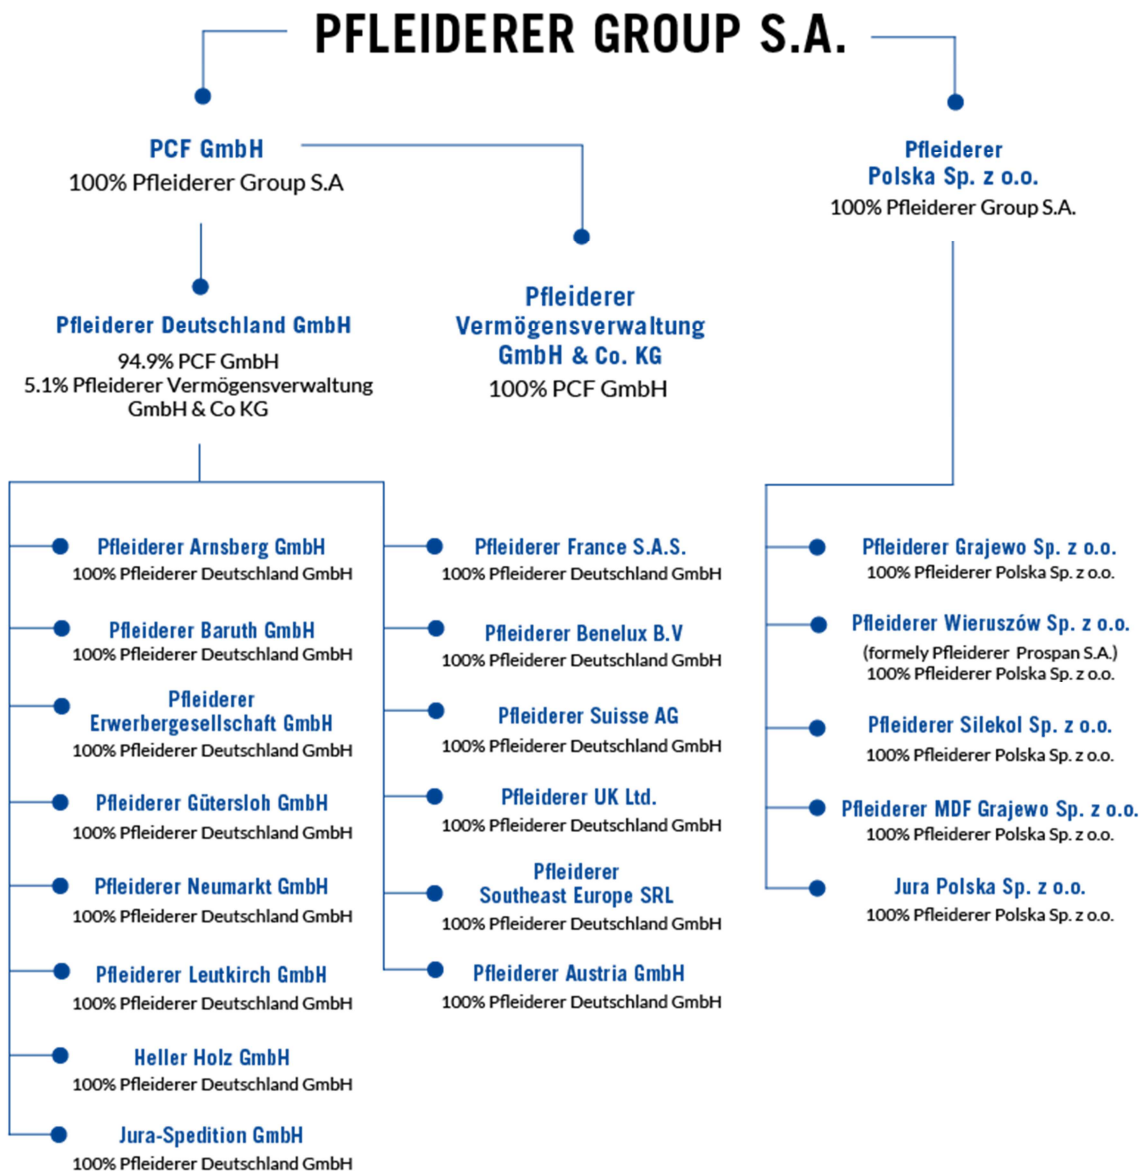 PFLEIDERER GROUP S.A.
PCF GmbH
100% Pfleiderer Group S.A
Pfleiderer
Polska Sp. z o.o.
100% Pfleiderer Group S.A.
Pfleiderer Deutschland GmbH
94.9% PCF GmbH
5.1% Pfleiderer Vermögensverwaltung
GmbH & Co KG
Pfleiderer
Vermögensverwaltung
GmbH & Co. KG
100% PCF GmbH
Pfleiderer Arnsberg GmbH
100% Pfleiderer Deutschland GmbH
Pfleiderer Baruth GmbH
100% Pfleiderer Deutschland GmbH
Pfleiderer
Erwerbergesellschaft GmbH
100% Pfleiderer Deutschland GmbH
Pfleiderer Gütersloh GmbH
100% Pfleiderer Deutschland GmbH
Pfleiderer Neumarkt GmbH
100% Pfleiderer Deutschland GmbH
Pfleiderer Leutkirch GmbH
100% Pfleiderer Deutschland GmbH
Heller Holz GmbH
100% Pfleiderer Deutschland GmbH
Jura-Spedition GmbH
100% Pfleiderer Deutschland GmbH
Pfleiderer France S.A.S.
100% Pfleiderer Deutschland GmbH
Pfleiderer Benelux B.V
100% Pfleiderer Deutschland GmbH
Pfleiderer Suisse AG
100% Pfleiderer Deutschland GmbH
Pfleiderer UK Ltd.
100% Pfleiderer Deutschland GmbH
Pfleiderer
Southeast Europe SRL
100% Pfleiderer Deutschland GmbH
Pfleiderer Austria GmbH
100% Pfleiderer Deutschland GmbH
Pfleiderer Grajewo Sp. z o.o.
100% Pfleiderer Polska Sp. z o.o.
Pfleiderer Wieruszów Sp. z o.o.
(formely Pfleiderer Prospan S.A.)
100% Pfleiderer Polska Sp. z o.o.
Pfleiderer Silekol Sp. z o.o.
100% Pfleiderer Polska Sp. z o.o.
Pfleiderer MDF Grajewo Sp. z o.o.
100% Pfleiderer Polska Sp. z o.o.
Jura Polska Sp. z o.o.
100% Pfleiderer Polska Sp. z o.o.